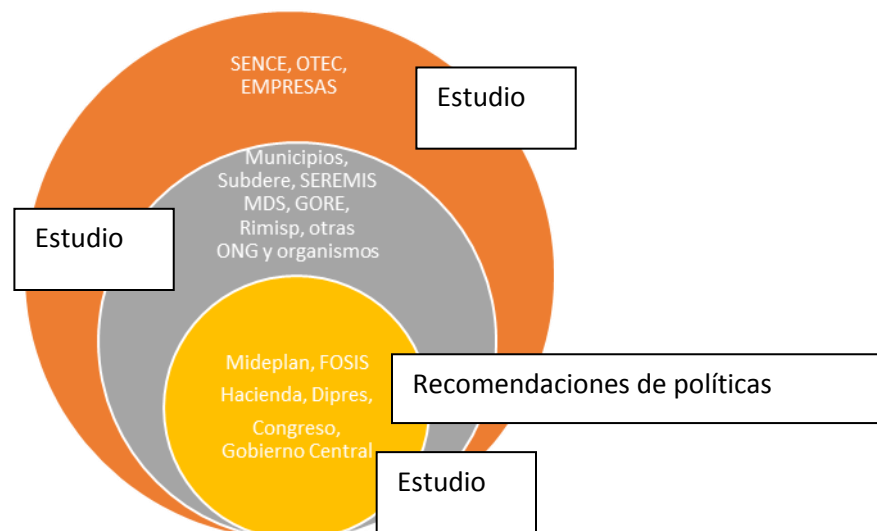 SENCE, OTEC,
EMPRESAS
Estudio
Municipios,
Subdere, SEREMIS
MDS, GORE,
Rimisp, otras
ONG y organismos
Estudio
Mideplan, FOSIS
Hacienda, Dipres,
Congreso,
Gobierno Central
Recomendaciones de políticas
Estudio